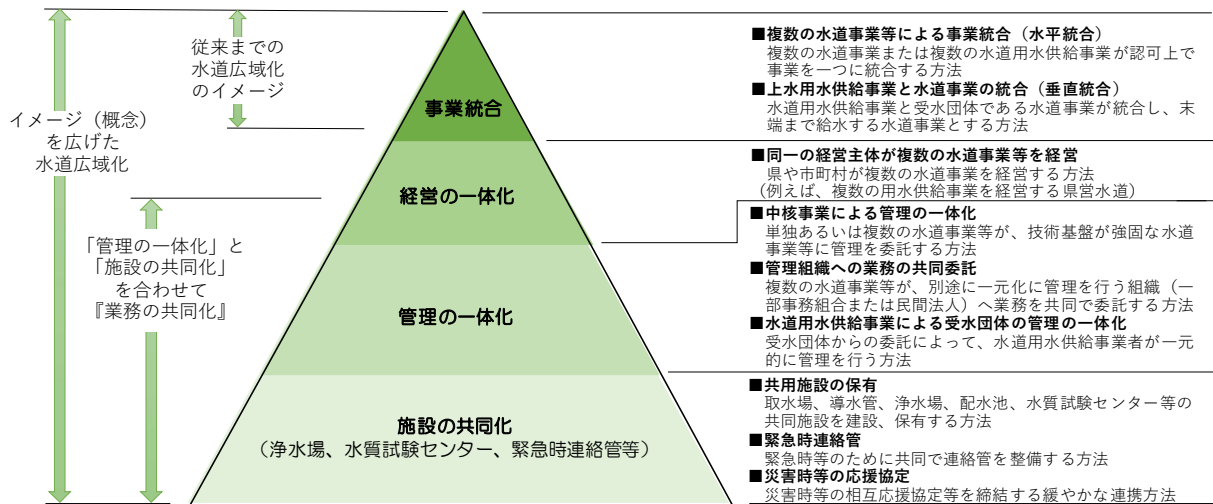 従来までの
水道広域化
のイメージ
イメージ（概念）
を広げた
水道広域化
「管理の一体化」と
「施設の共同化」
を合わせて
『業務の共同化』
事業統合
経営の一体化
管理の一体化
施設の共同化
（浄水場、水質試験センター、緊急時連絡管等）
■複数の水道事業等による事業統合（水平統合）
複数の水道事業または複数の水道用水供給事業が認可上で
事業を一つに統合する方法
■上水用水供給事業と水道事業の統合（垂直統合）
水道用水供給事業と受水団体である水道事業が統合し、末
端まで給水する水道事業とする方法
■同一の経営主体が複数の水道事業等を経営
県や市町村が複数の水道事業を経営する方法
（例えば、複数の用水供給事業を経営する県営水道）
■中核事業による管理の一体化
単独あるいは複数の水道事業等が、技術基盤が強固な水道
事業等に管理を委託する方法
■管理組織への業務の共同委託
複数の水道事業等が、別途に一元化に管理を行う組織（一
部事務組合または民間法人）へ業務を共同で委託する方法
■水道用水供給事業による受水団体の管理の一体化
受水団体からの委託によって、水道用水供給事業者が一元
的に管理を行う方法
■共用施設の保有
取水場、導水管、浄水場、配水池、水質試験センター等の
共同施設を建設、保有する方法
■緊急時連絡管
緊急時等のために共同で連絡管を整備する方法
■災害時等の応援協定
災害時等の相互応援協定等を締結する緩やかな連携方法